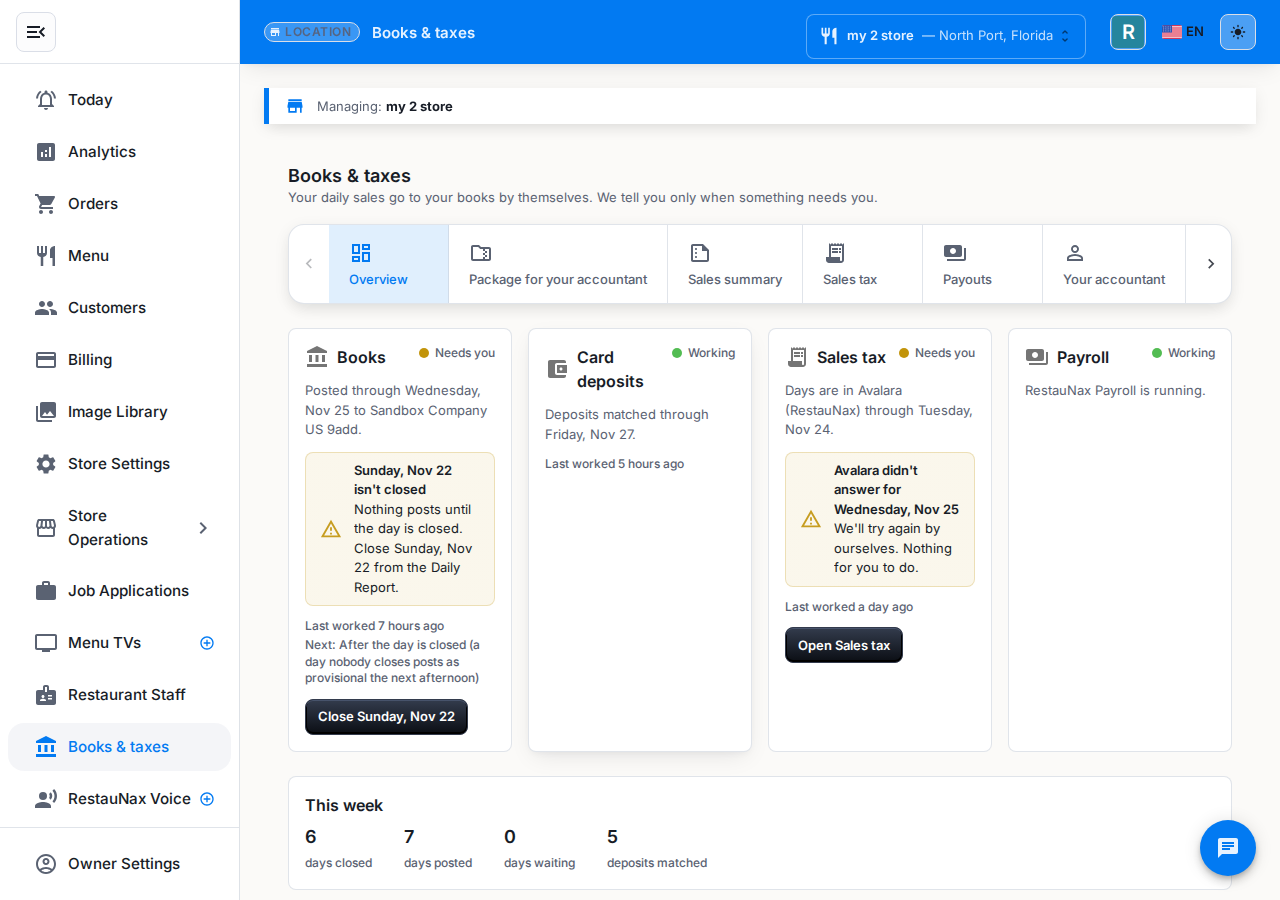 LOCATION
Books & taxes
my 2 store — North Port, Florida
R
EN
Today
Analytics
Orders
Menu
Customers
Billing
Image Library
Store Settings
Store
Operations
Job Applications
Menu TVs
Restaurant Staff
Books & taxes
RestauNax Voice
Owner Settings
Managing: my 2 store
Books & taxes
Your daily sales go to your books by themselves. We tell you only when something needs you.
Overview
Package for your accountant
Sales summary
Sales tax
Payouts
Your accountant
Books
Needs you
Posted through Wednesday,
Nov 25 to Sandbox Company
US 9add.
Sunday, Nov 22
isn't closed
Nothing posts until
the day is closed.
Close Sunday, Nov
22 from the Daily
Report.
Last worked 7 hours ago
Next: After the day is closed (a
day nobody closes posts as
provisional the next afternoon)
Close Sunday, Nov 22
Card
deposits
Working
Deposits matched through
Friday, Nov 27.
Last worked 5 hours ago
Sales tax
Needs you
Days are in Avalara
(RestauNax) through Tuesday,
Nov 24.
Avalara didn't
answer for
Wednesday, Nov 25
We'll try again by
ourselves. Nothing
for you to do.
Last worked a day ago
Open Sales tax
Payroll
Working
RestauNax Payroll is running.
This week
6
days closed
7
days posted
0
days waiting
5
deposits matched